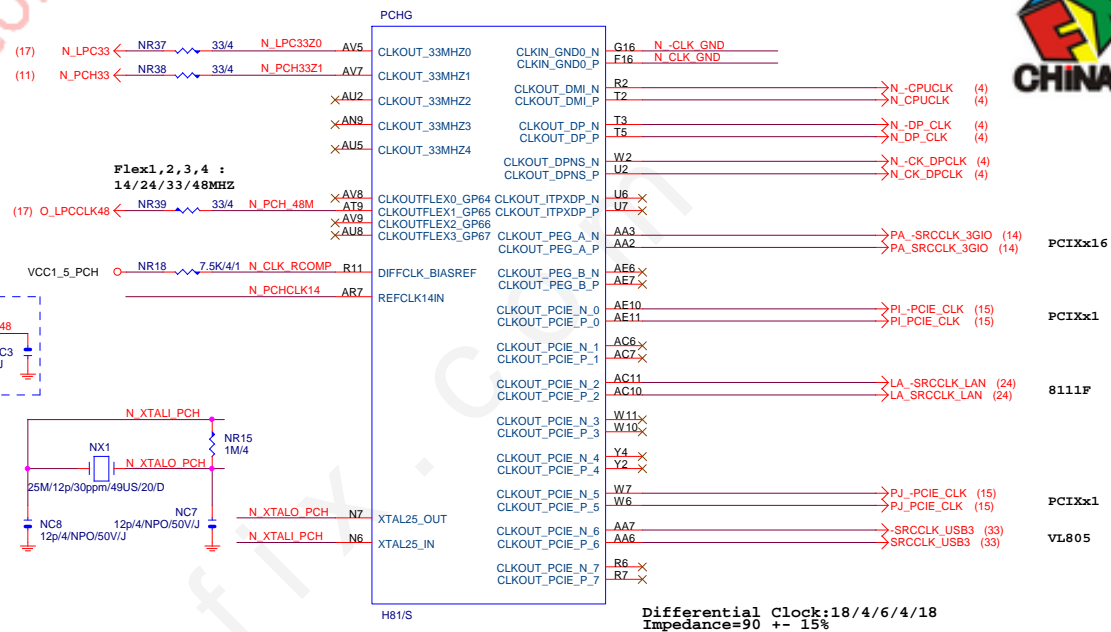 PCHG
(17) N_LPC33 NR37 33/4 N_LPC33Z0 AV5 CLKOUT_33MHZ0
(11) N_PCH33 NR38 33/4 N_PCH33Z1 AV7 CLKOUT_33MHZ1
AU2 CLKOUT_33MHZ2
AN9 CLKOUT_33MHZ3
AU5 CLKOUT_33MHZ4
Flex1,2,3,4 :
14/24/33/48MHZ
AV8 CLKOUTFLEX0_GP64
(17) O_LPCCLK48 NR39 33/4 N_PCH_48M AT9 CLKOUTFLEX1_GP65
AV9 CLKOUTFLEX2_GP66
AU8 CLKOUTFLEX3_GP67
VCC1_5_PCH NR18 7.5K/4/1 N_CLK_RCOMP R11 DIFFCLK_BIASREF
N_PCHCLK14 AR7 REFCLK14IN
48
C3
J
N_XTALI_PCH
NR15
1M/4
NX1
N_XTALO_PCH
25M/12p/30ppm/49US/20/D
NC8
12p/4/NPO/50V/J
NC7
12p/4/NPO/50V/J
N_XTALO_PCH N7 XTAL25_OUT
N_XTALI_PCH N6 XTAL25_IN
H81/S
CLKIN_GND0_N G16 N_-CLK_GND
CLKIN_GND0_P F16 N_CLK_GND
CLKOUT_DMI_N R2 N_-CPUCLK (4)
CLKOUT_DMI_P T2 N_CPUCLK (4)
CLKOUT_DP_N T3 N_-DP_CLK (4)
CLKOUT_DP_P T5 N_DP_CLK (4)
CLKOUT_DPNS_N W2 N_-CK_DPCLK (4)
CLKOUT_DPNS_P U2 N_CK_DPCLK (4)
CLKOUT_ITPXDP_N U6
CLKOUT_ITPXDP_P U7
CLKOUT_PEG_A_N AA3 PA_-SRCCLK_3GIO (14)
CLKOUT_PEG_A_P AA2 PA_SRCCLK_3GIO (14)
PCIXx16
CLKOUT_PEG_B_N AE6
CLKOUT_PEG_B_P AE7
CLKOUT_PCIE_N_0 AE10 PI_-PCIE_CLK (15)
CLKOUT_PCIE_P_0 AE11 PI_PCIE_CLK (15)
PCIXx1
CLKOUT_PCIE_N_1 AC6
CLKOUT_PCIE_P_1 AC7
CLKOUT_PCIE_N_2 AC11 LA_-SRCCLK_LAN (24)
CLKOUT_PCIE_P_2 AC10 LA_SRCCLK_LAN (24)
8111F
CLKOUT_PCIE_N_3 W11
CLKOUT_PCIE_P_3 W10
CLKOUT_PCIE_N_4 Y4
CLKOUT_PCIE_P_4 Y2
CLKOUT_PCIE_N_5 W7 PJ_-PCIE_CLK (15)
CLKOUT_PCIE_P_5 W6 PJ_PCIE_CLK (15)
PCIXx1
CLKOUT_PCIE_N_6 AA7 -SRCCLK_USB3 (33)
CLKOUT_PCIE_P_6 AA6 SRCCLK_USB3 (33)
VL805
CLKOUT_PCIE_N_7 R6
CLKOUT_PCIE_P_7 R7
Differential Clock:18/4/6/4/18
Impedance=90 +- 15%
CHINA
fix.com